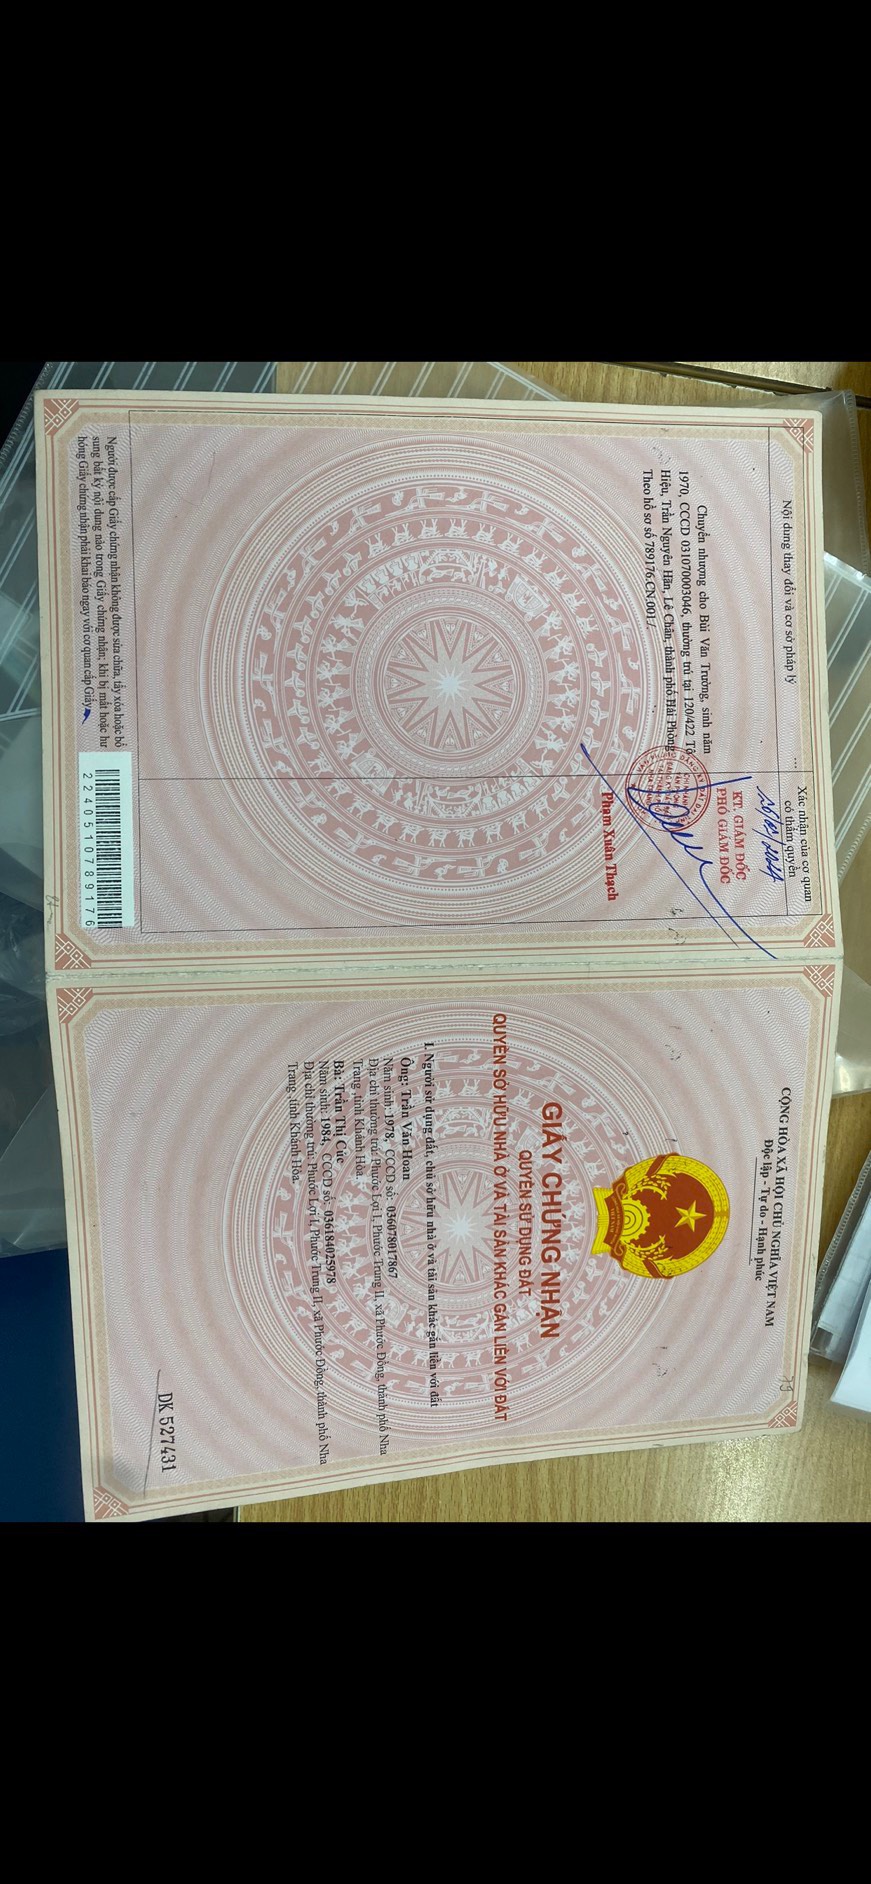 Nội dung thay đổi và cơ sở pháp lý
Xác nhận của cơ quan
có thẩm quyền
Chuyển nhượng cho Bùi Văn Trường, sinh năm
1970, CCCD 031070003046, thường trú tại 120/422 Tô
Hiệu, Trần Nguyên Hãn, Lê Chân, thành phố Hải Phòng
Theo hồ sơ số 789176.CN.001./.
KT. GIÁM ĐỐC
PHÓ GIÁM ĐỐC
Phạm Xuân Thạch
Người được cấp Giấy chứng nhận không được sửa chữa, tẩy xóa hoặc bổ
sung bất kỳ nội dung nào trong Giấy chứng nhận; khi bị mất hoặc hư
hỏng Giấy chứng nhận phải khai báo ngay với cơ quan cấp Giấy.
2240510789176
CỘNG HÒA XÃ HỘI CHỦ NGHĨA VIỆT NAM
Độc lập - Tự do - Hạnh phúc
GIẤY CHỨNG NHẬN
QUYỀN SỬ DỤNG ĐẤT
QUYỀN SỞ HỮU NHÀ Ở VÀ TÀI SẢN KHÁC GẮN LIỀN VỚI ĐẤT
I. Người sử dụng đất, chủ sở hữu nhà ở và tài sản khác gắn liền với đất
Ông: Trần Văn Hoan
Năm sinh: 1978, CCCD số: 036078017867
Địa chỉ thường trú: Phước Lợi 1, Phước Trung II, xã Phước Đồng, thành phố Nha
Trang ,tỉnh Khánh Hòa.
Bà: Trần Thị Cúc
Năm sinh: 1984, CCCD số: 036184025978
Địa chỉ thường trú: Phước Lợi 1, Phước Trung II, xã Phước Đồng, thành phố Nha
Trang ,tỉnh Khánh Hòa.
DK 527431